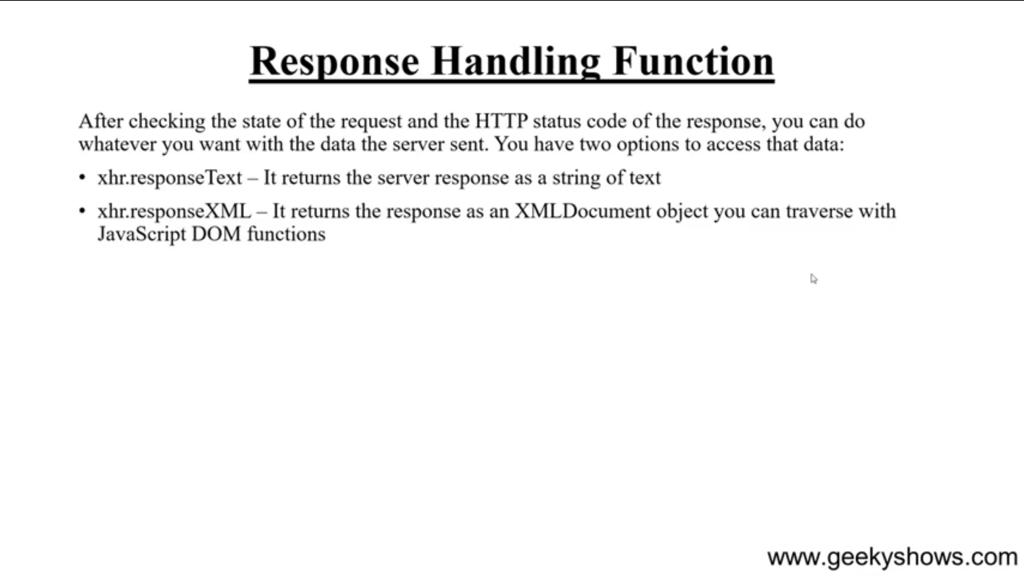 Response Handling Function
After checking the state of the request and the HTTP status code of the response, you can do
whatever you want with the data the server sent. You have two options to access that data:
• xhr.responseText – It returns the server response as a string of text
• xhr.responseXML – It returns the response as an XMLDocument object you can traverse with
JavaScript DOM functions
www.geekyshows.com